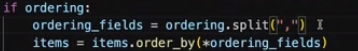 if ordering:
    ordering_fields = ordering.split(",")
    items = items.order_by(*ordering_fields)